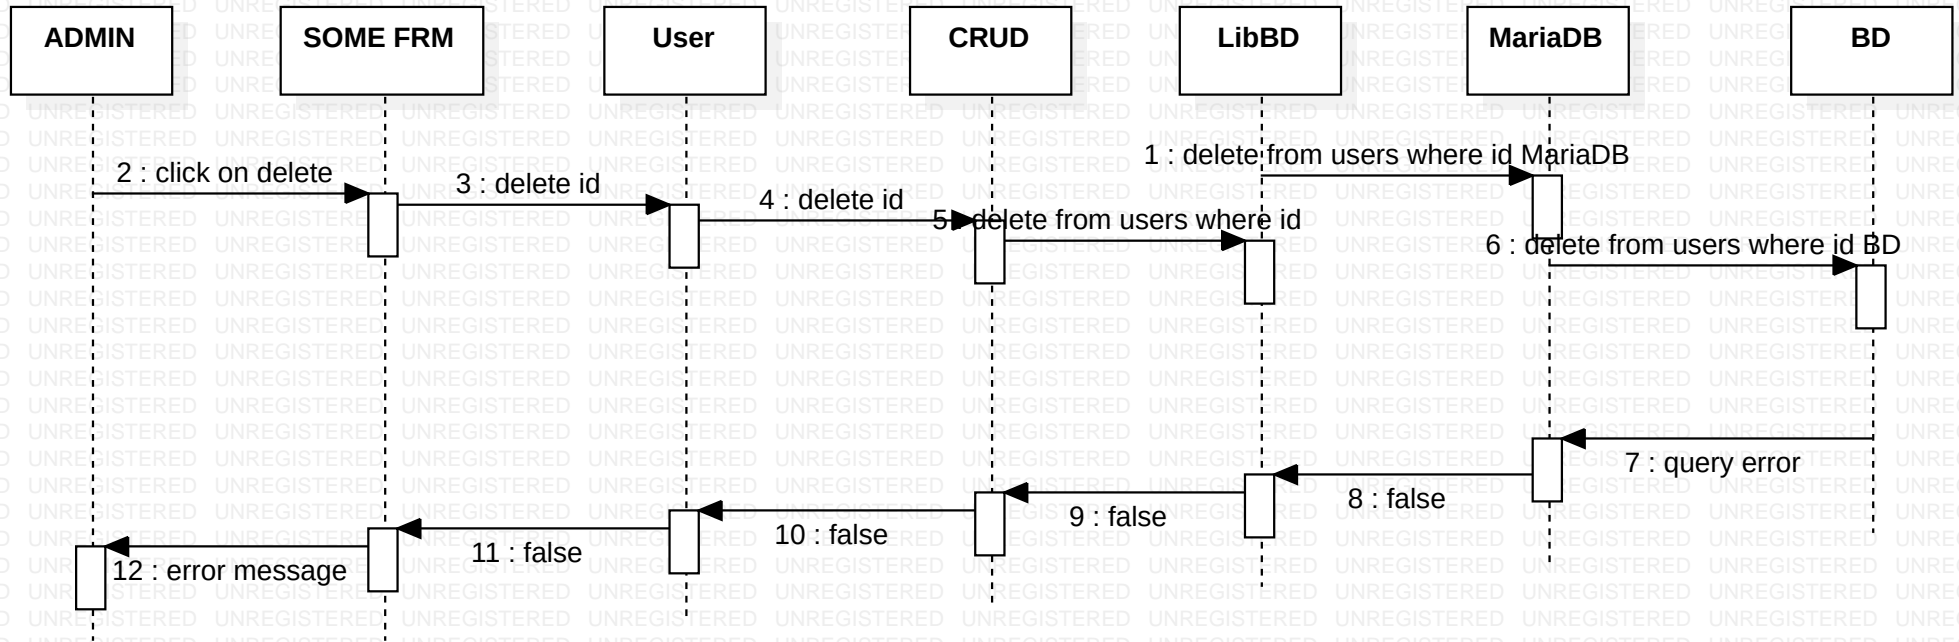 ADMIN
SOME FRM
User
CRUD
LibBD
MariaDB
BD
1 : delete from users where id MariaDB
2 : click on delete
3 : delete id
4 : delete id
5 : delete from users where id
6 : delete from users where id BD
7 : query error
8 : false
9 : false
10 : false
11 : false
12 : error message
UNREGISTERED